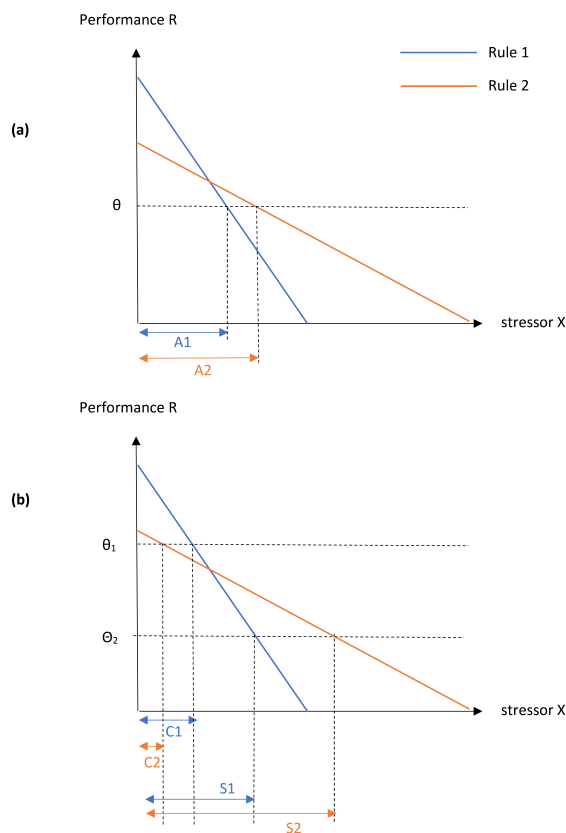 Performance R
Rule 1
Rule 2
(a)
θ
stressor X
A1
A2
Performance R
(b)
θ₁
Θ₂
stressor X
C1
C2
S1
S2